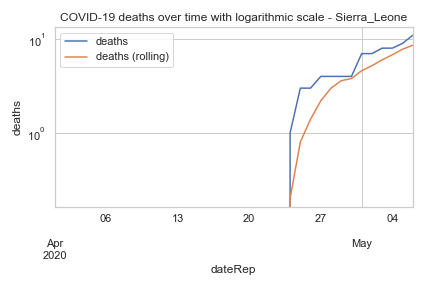 COVID-19 deaths over time with logarithmic scale - Sierra_Leone
deaths
deaths (rolling)
10¹
10⁰
deaths
06 13 20 27 04
Apr May
2020
dateRep